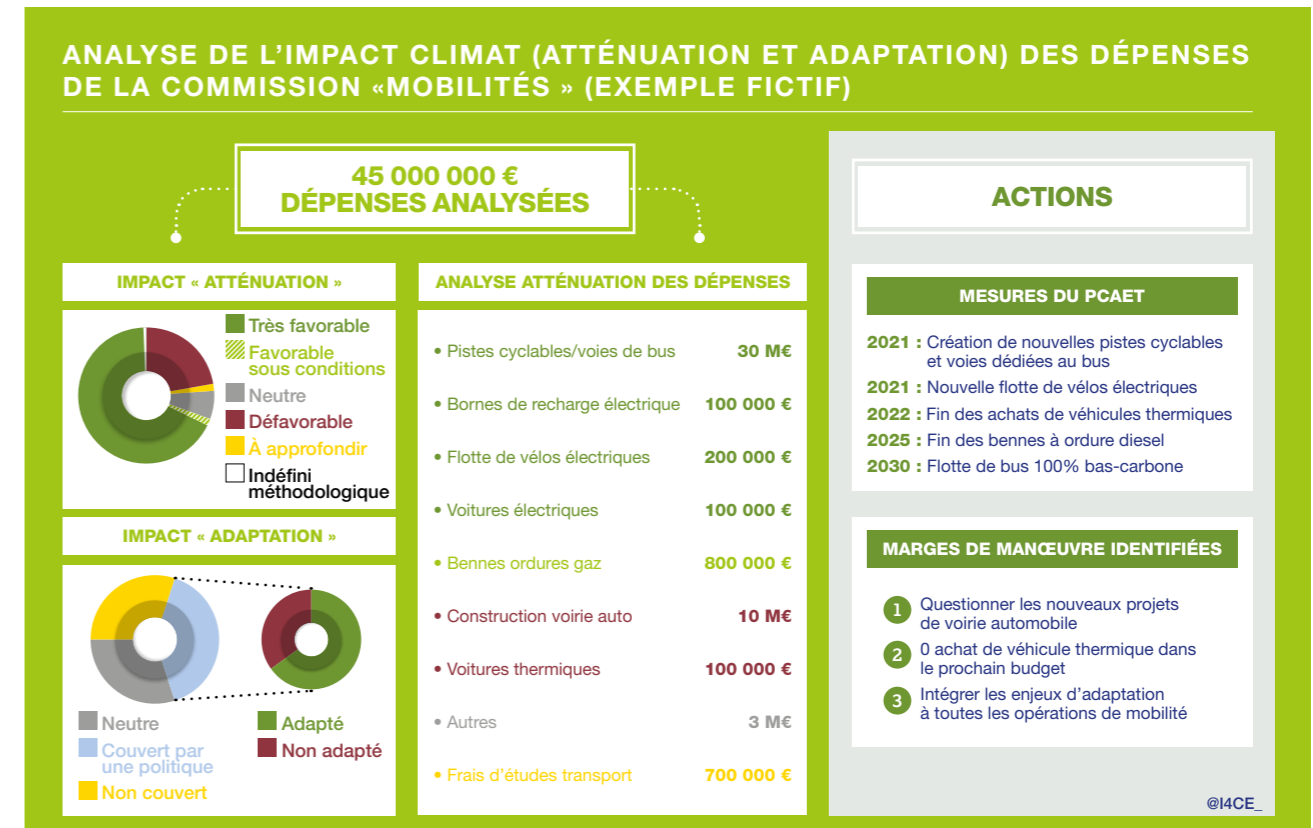 ANALYSE DE L'IMPACT CLIMAT (ATTÉNUATION ET ADAPTATION) DES DÉPENSES
DE LA COMMISSION «MOBILITÉS » (EXEMPLE FICTIF)
45 000 000 €
DÉPENSES ANALYSÉES
IMPACT « ATTÉNUATION »
Très favorable
Favorable
sous conditions
Neutre
Défavorable
À approfondir
Indéfini
méthodologique
IMPACT « ADAPTATION »
Neutre
Couvert par
une politique
Non couvert
Adapté
Non adapté
ANALYSE ATTÉNUATION DES DÉPENSES
• Pistes cyclables/voies de bus 30 M€
• Bornes de recharge électrique 100 000 €
• Flotte de vélos électriques 200 000 €
• Voitures électriques 100 000 €
• Bennes ordures gaz 800 000 €
• Construction voirie auto 10 M€
• Voitures thermiques 100 000 €
• Autres 3 M€
• Frais d'études transport 700 000 €
ACTIONS
MESURES DU PCAET
2021 : Création de nouvelles pistes cyclables
et voies dédiées au bus
2021 : Nouvelle flotte de vélos électriques
2022 : Fin des achats de véhicules thermiques
2025 : Fin des bennes à ordure diesel
2030 : Flotte de bus 100% bas-carbone
MARGES DE MANŒUVRE IDENTIFIÉES
1 Questionner les nouveaux projets
de voirie automobile
2 0 achat de véhicule thermique dans
le prochain budget
3 Intégrer les enjeux d'adaptation
à toutes les opérations de mobilité
@I4CE_